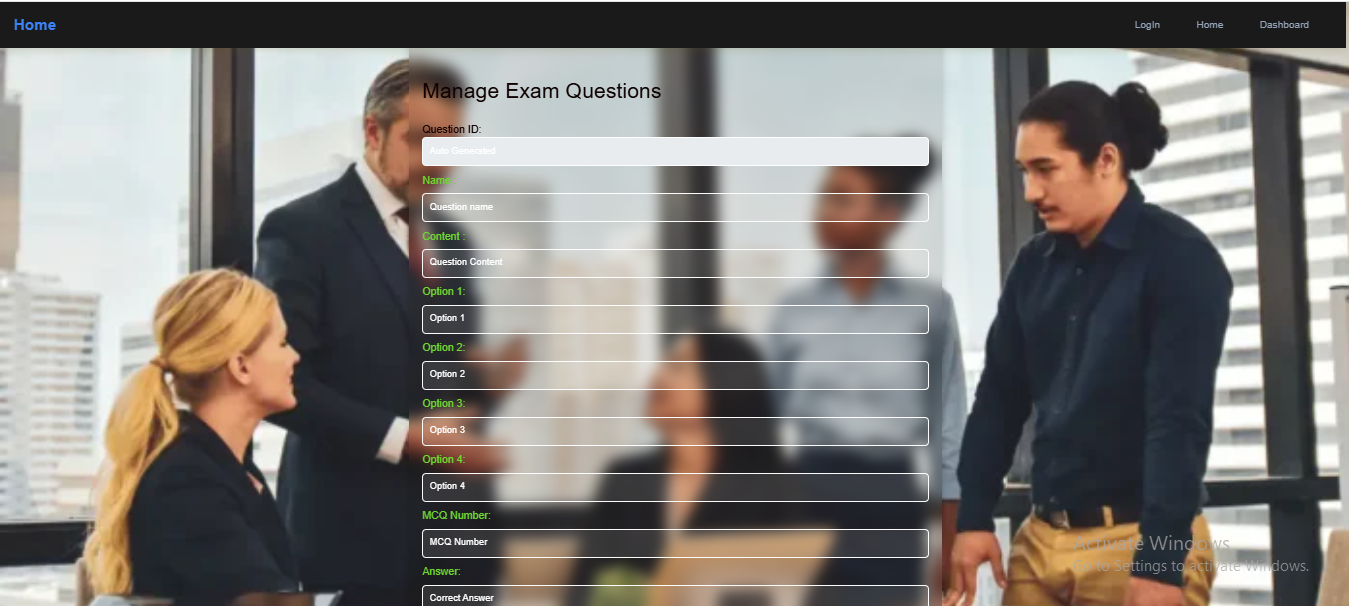 Home
LogIn Home Dashboard
Manage Exam Questions
Question ID:
Auto Generated
Name:
Question name
Content :
Question Content
Option 1:
Option 1
Option 2:
Option 2
Option 3:
Option 3
Option 4:
Option 4
MCQ Number:
MCQ Number
Answer:
Correct Answer
Activate Windows
Go to Settings to activate Windows.